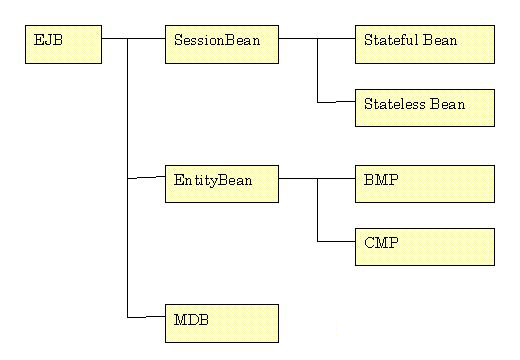 EJB
SessionBean
Stateful Bean
Stateless Bean
EntityBean
BMP
CMP
MDB